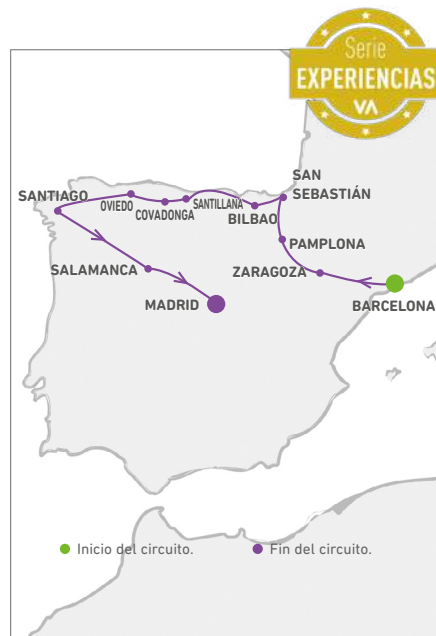 Serie
EXPERIENCIAS
VA
SAN
SEBASTIÁN
SANTIAGO
OVIEDO
COVADONGA
SANTILLANA
BILBAO
PAMPLONA
SALAMANCA
ZARAGOZA
MADRID
BARCELONA
Inicio del circuito.
Fin del circuito.